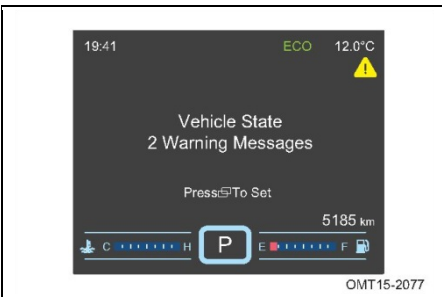 19:41 ECO 12.0°C
Vehicle State
2 Warning Messages
Press To Set
5185 km
C H P E F
OMT15-2077